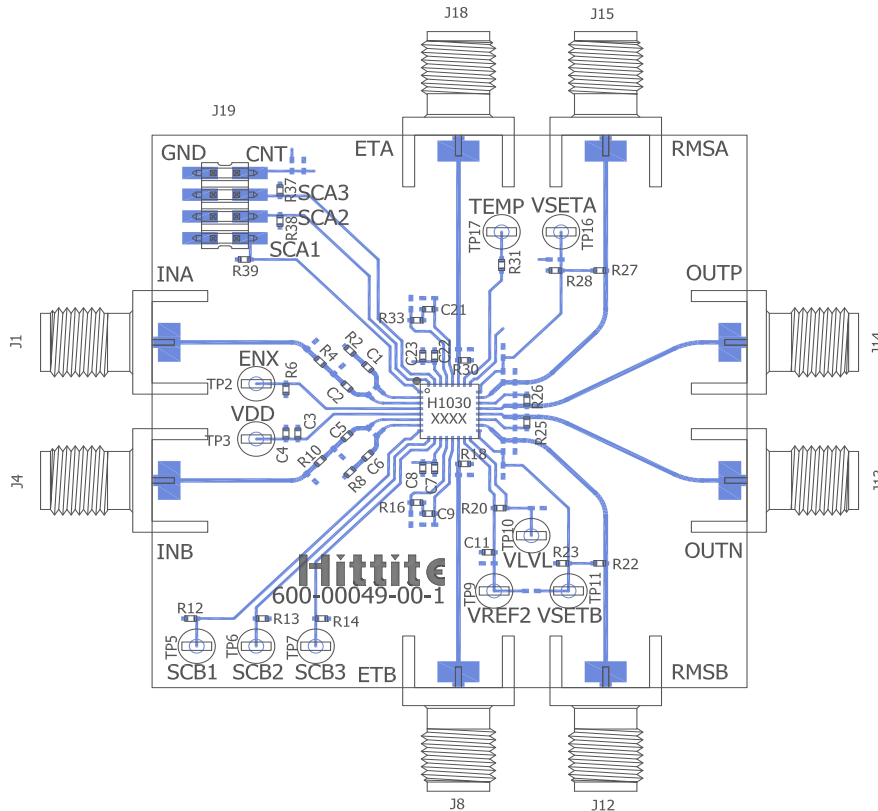 J18
J15
J19
GND
CNT
ETA
RMSA
R37
SCA3
SCA2
R38
SCA1
R39
TEMP
VSETA
TP17
TP16
R31
R28
R27
INA
OUTP
J1
J14
C21
R33
C23
C22
R30
R2
C1
R4
C2
ENX
TP2
R6
VDD
TP3
C4
C3
H1030
XXXX
R26
R25
C5
R10
C6
R8
R18
C8
C7
R16
C9
R20
J4
J13
INB
OUTN
TP10
VLVL
C11
R23
R22
Hittite
600-00049-00-1
TP9
TP11
VREF2
VSETB
R12
R13
R14
TP5
TP6
TP7
SCB1
SCB2
SCB3
ETB
RMSB
J8
J12